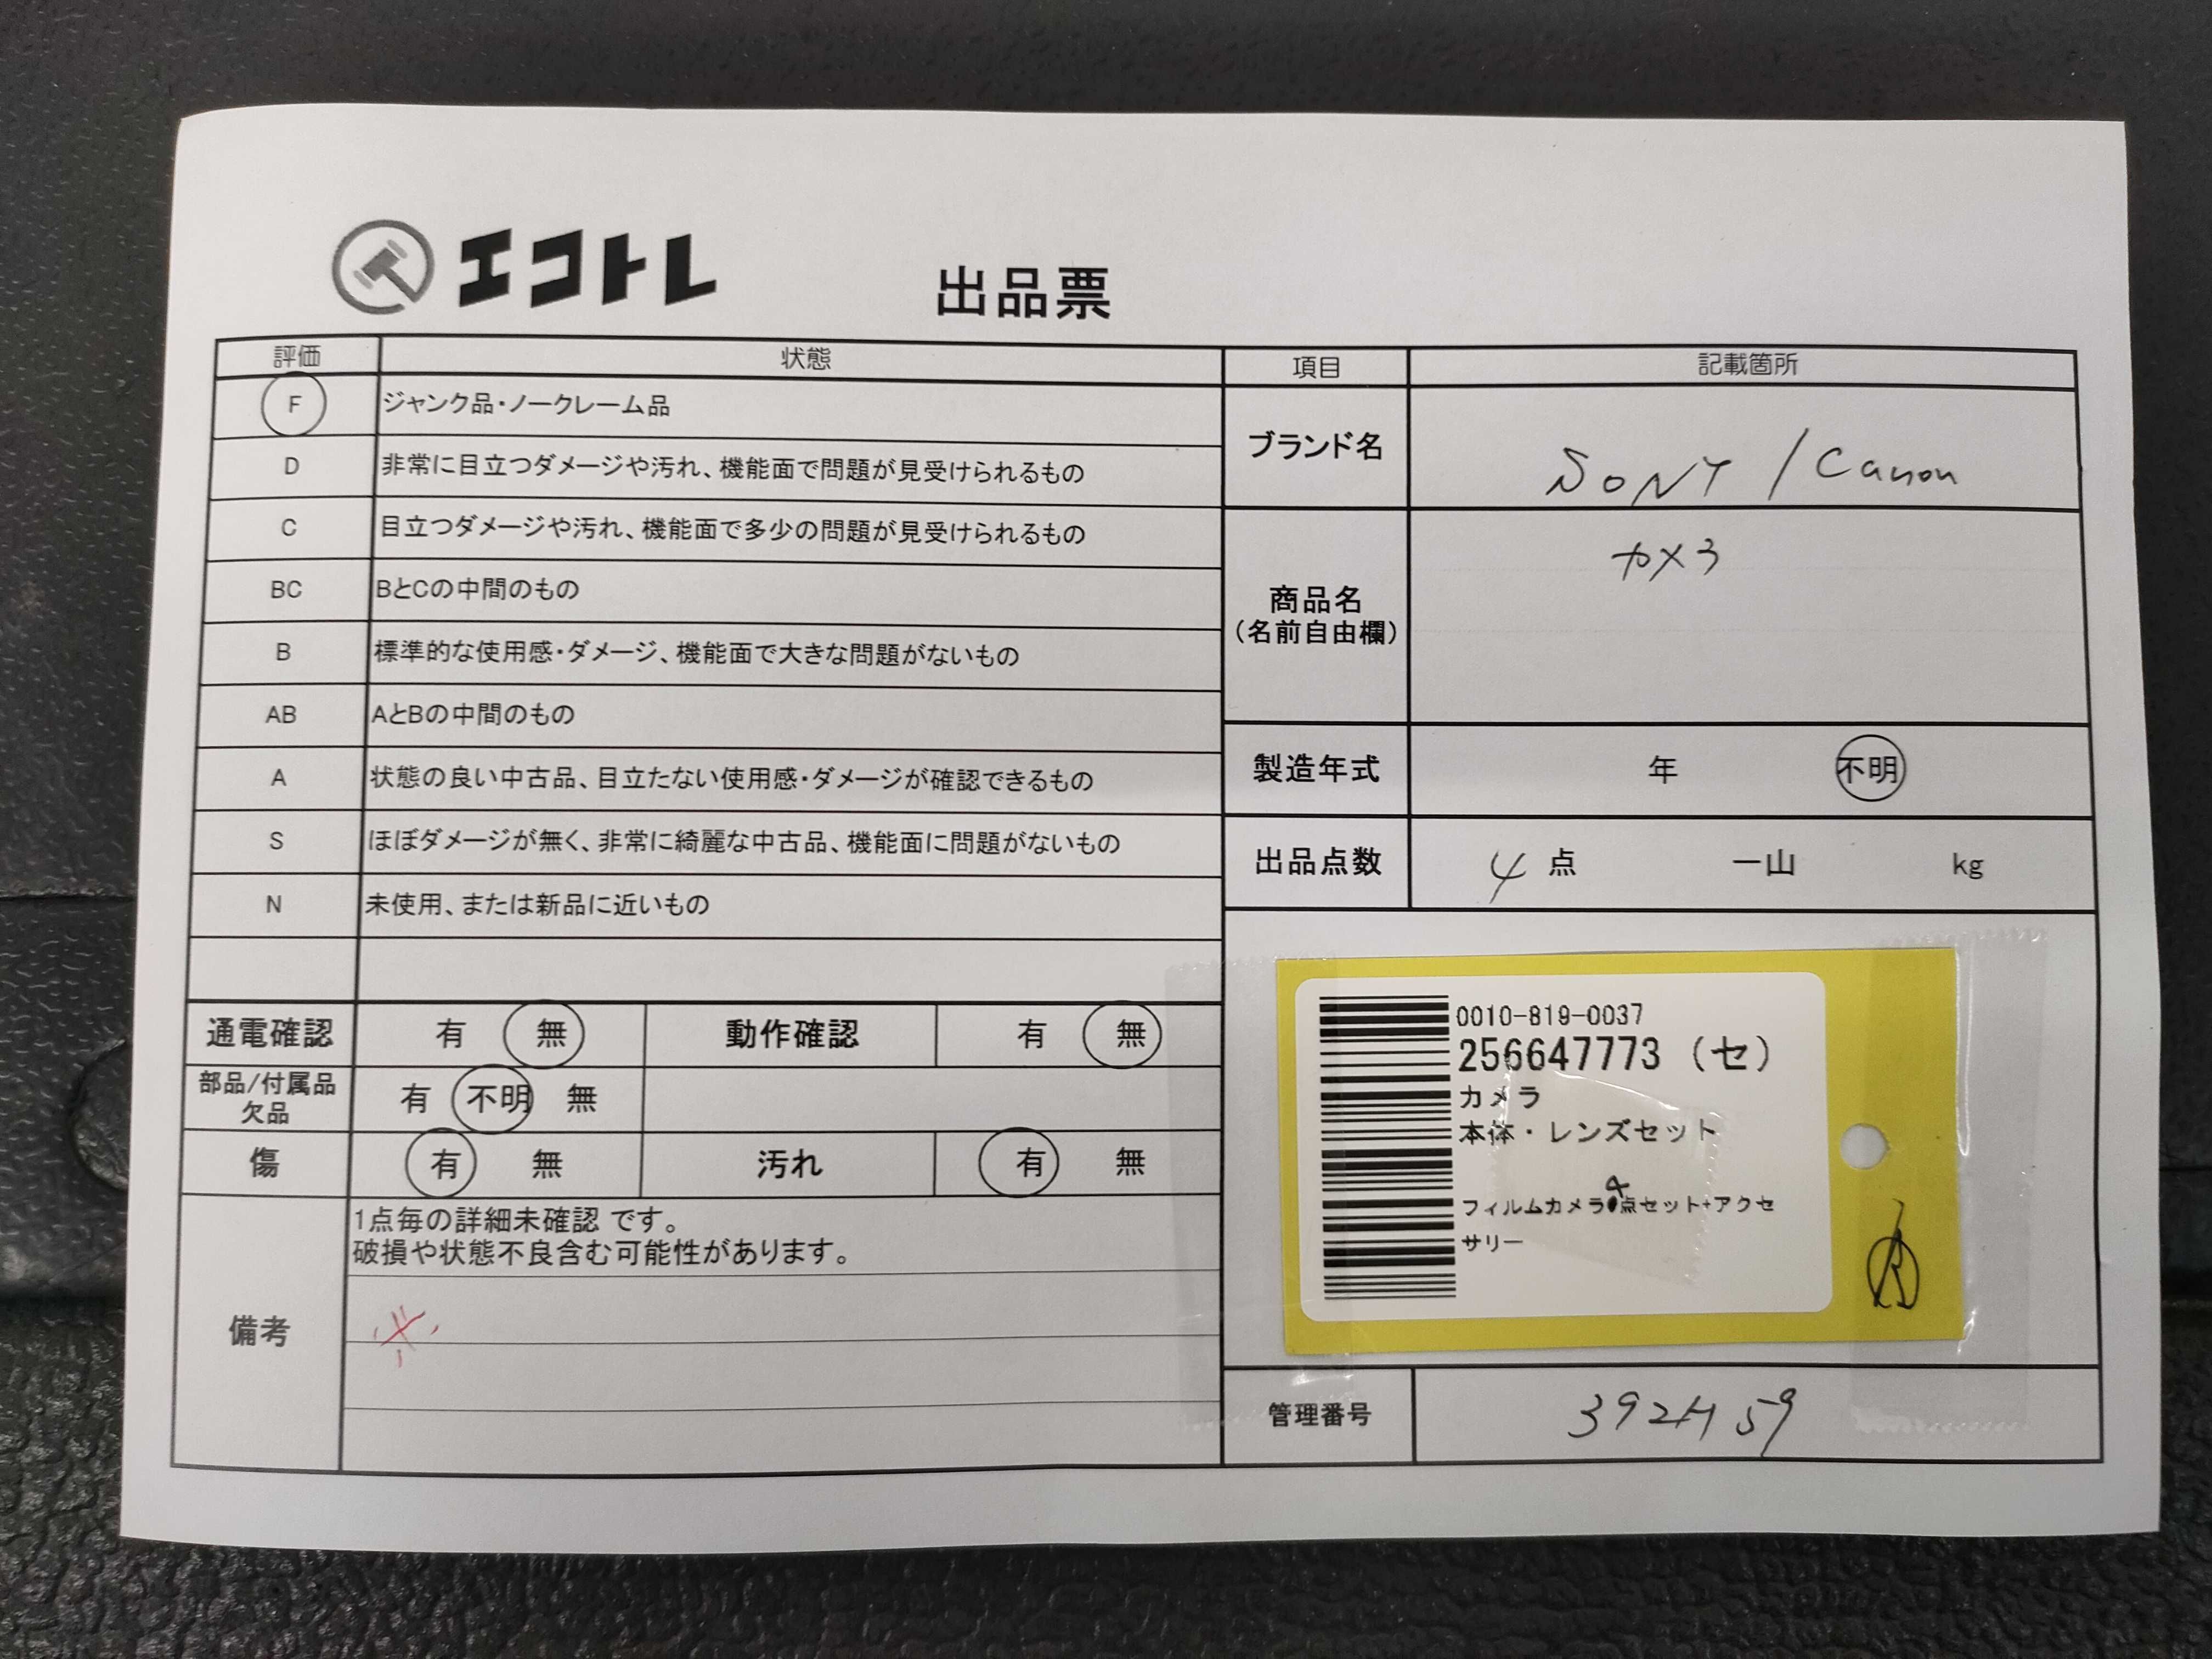 エコトレ
出品票
評価 状態
F ジャンク品・ノークレーム品
D 非常に目立つダメージや汚れ、機能面で問題が見受けられるもの
C 目立つダメージや汚れ、機能面で多少の問題が見受けられるもの
BC BとCの中間のもの
B 標準的な使用感・ダメージ、機能面で大きな問題がないもの
AB AとBの中間のもの
A 状態の良い中古品、目立たない使用感・ダメージが確認できるもの
S ほぼダメージが無く、非常に綺麗な中古品、機能面に問題がないもの
N 未使用、または新品に近いもの
通電確認 有 無 動作確認 有 無
部品/付属品欠品 有 不明 無
傷 有 無 汚れ 有 無
備考
1点毎の詳細未確認 です。
破損や状態不良含む可能性があります。
※
項目 記載箇所
ブランド名 SONY / Canon
商品名
(名前自由欄)
カメラ
製造年式 年 不明
出品点数 4 点 一山 kg
0010-819-0037
256647773 (セ)
カメラ
本体・レンズセット
フィルムカメラ4点セット+アクセ
サリー
管理番号 392H59